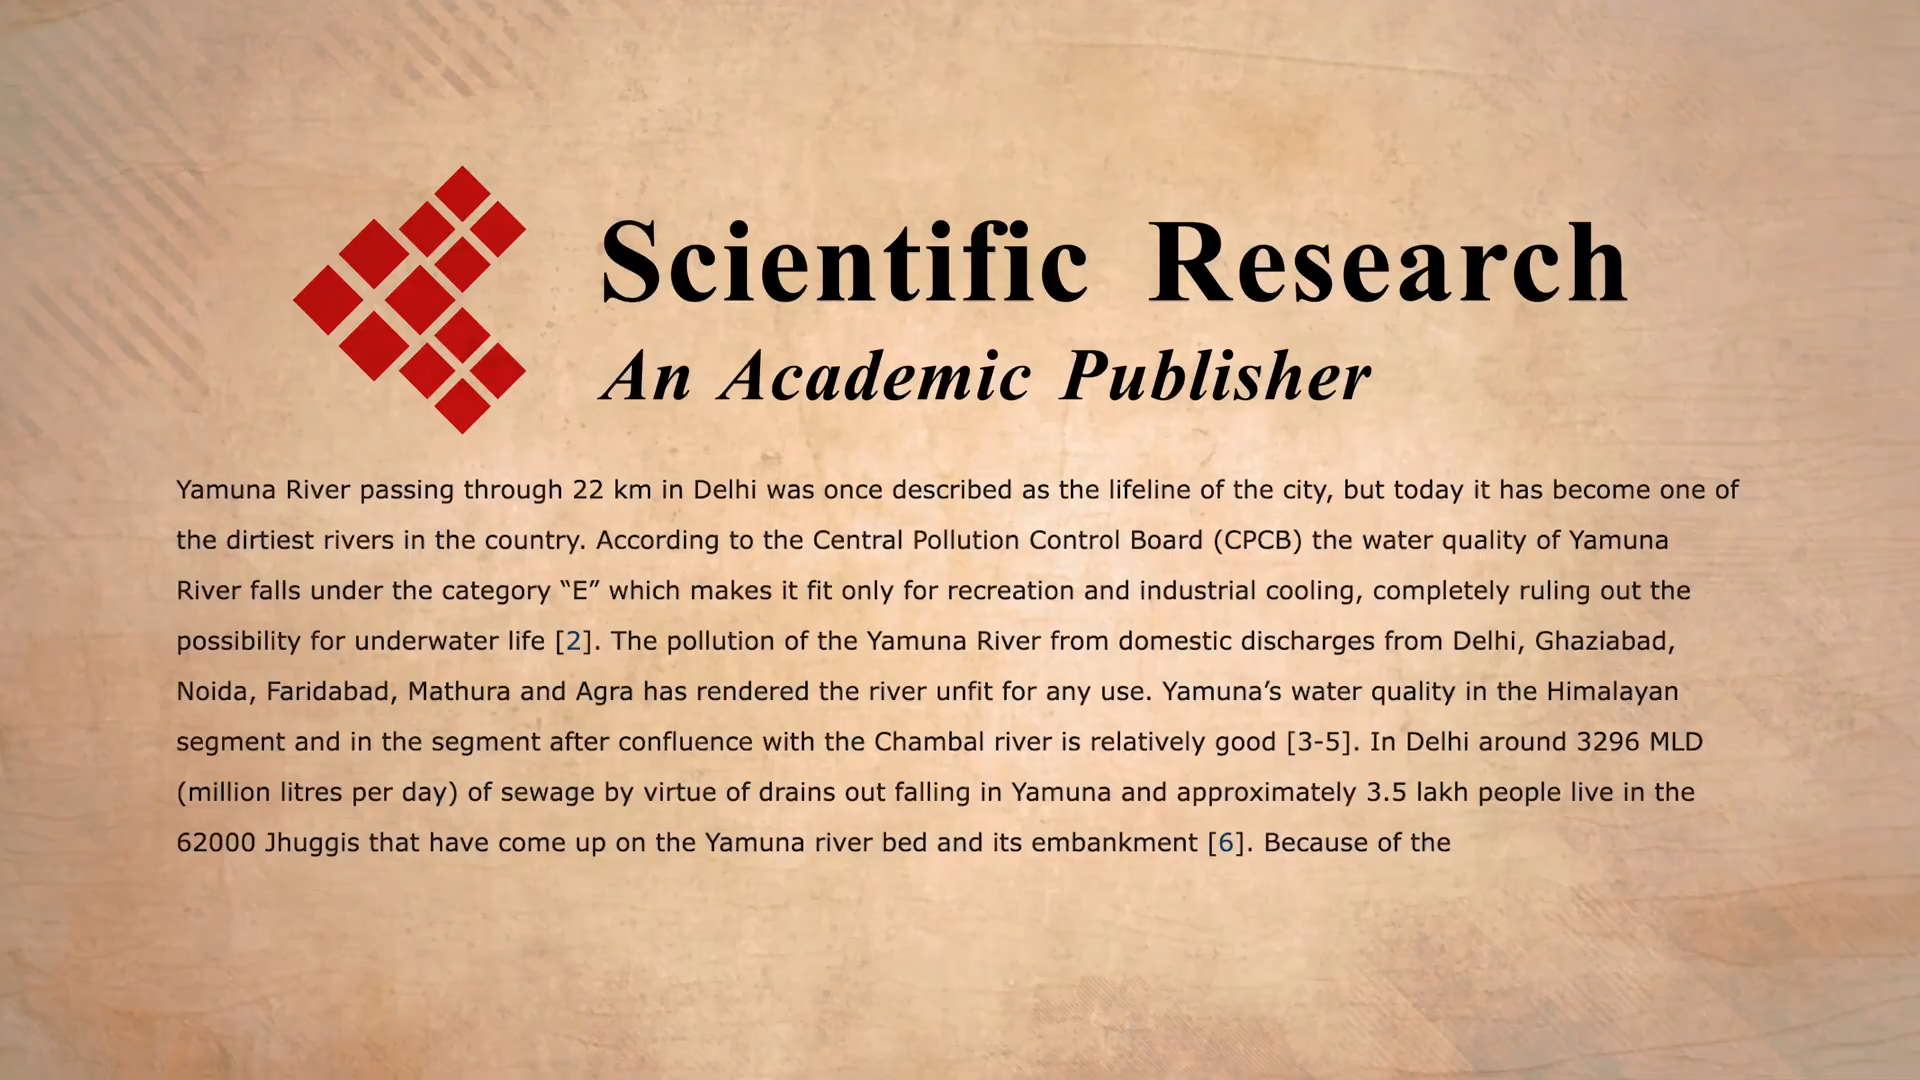 Scientific Research
An Academic Publisher
Yamuna River passing through 22 km in Delhi was once described as the lifeline of the city, but today it has become one of
the dirtiest rivers in the country. According to the Central Pollution Control Board (CPCB) the water quality of Yamuna
River falls under the category “E” which makes it fit only for recreation and industrial cooling, completely ruling out the
possibility for underwater life [2]. The pollution of the Yamuna River from domestic discharges from Delhi, Ghaziabad,
Noida, Faridabad, Mathura and Agra has rendered the river unfit for any use. Yamuna’s water quality in the Himalayan
segment and in the segment after confluence with the Chambal river is relatively good [3-5]. In Delhi around 3296 MLD
(million litres per day) of sewage by virtue of drains out falling in Yamuna and approximately 3.5 lakh people live in the
62000 Jhuggis that have come up on the Yamuna river bed and its embankment [6]. Because of the